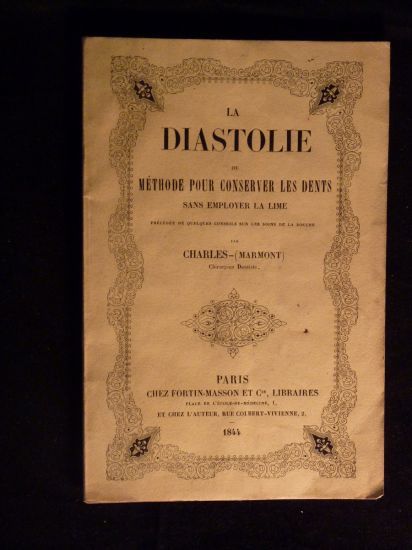 LA
DIASTOLIE
OU
MÉTHODE POUR CONSERVER LES DENTS
SANS EMPLOYER LA LIME
PRÉCÉDÉE DE QUELQUES CONSEILS SUR LES SOINS DE LA BOUCHE
PAR
CHARLES-(MARMONT)
Chirurgien Dentiste.
PARIS
CHEZ FORTIN-MASSON ET Cie, LIBRAIRES
PLACE DE L'ÉCOLE-DE-MÉDECINE, 1,
ET CHEZ L'AUTEUR, RUE COLBERT-VIVIENNE, 2.
1844